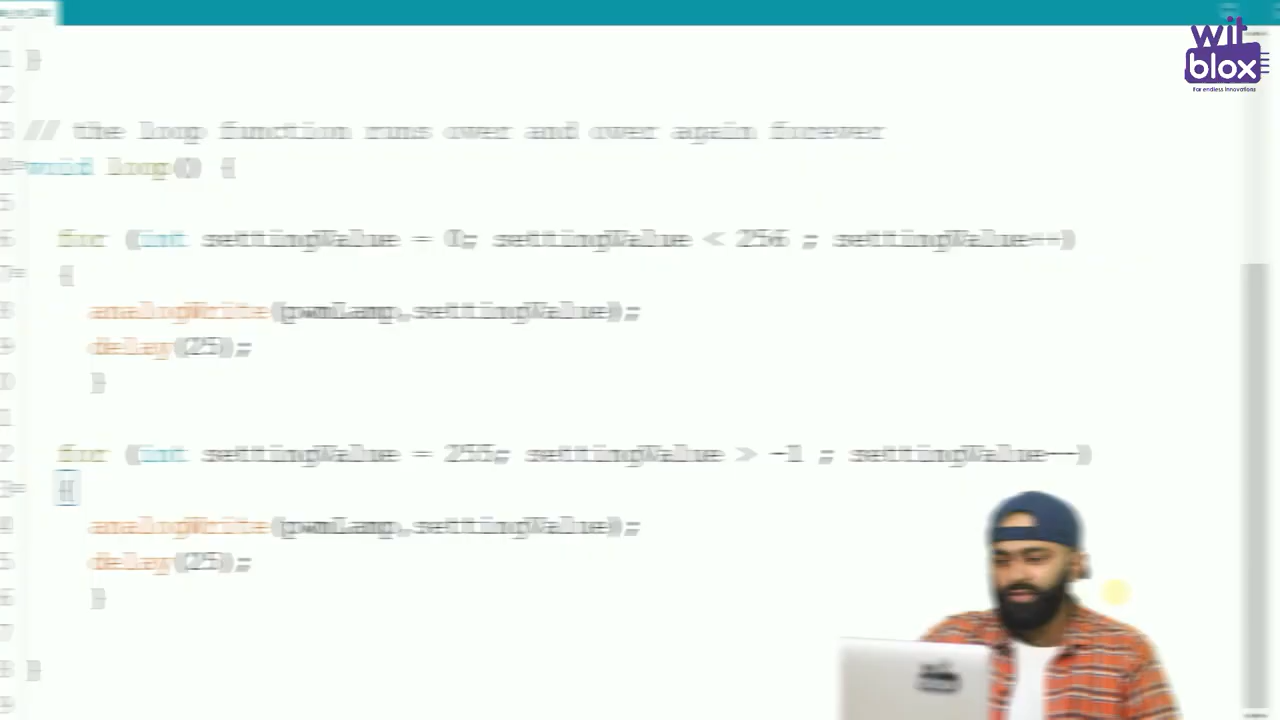 wit
blox
For endless innovations
}
// the loop function runs over and over again forever
void loop() {
for (int settingValue = 0; settingValue < 256 ; settingValue++)
{
analogWrite(pwmLamp,settingValue);
delay(25);
}
for (int settingValue = 255; settingValue > -1 ; settingValue--)
{
analogWrite(pwmLamp,settingValue);
delay(25);
}
}